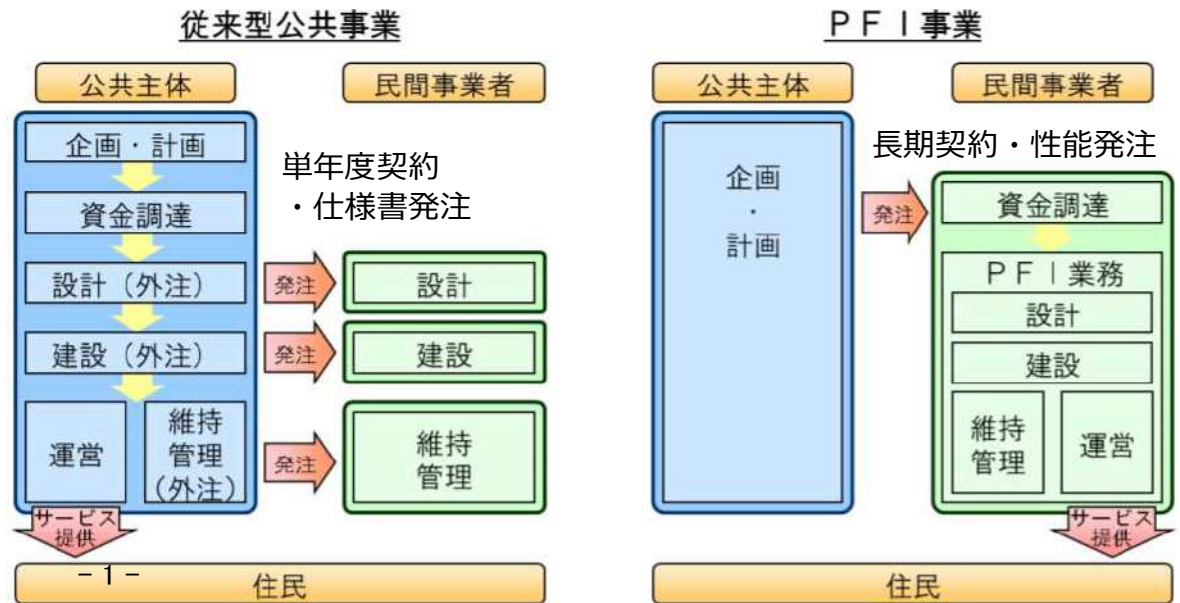 従来型公共事業
公共主体
民間事業者
企画・計画
資金調達
設計（外注）
建設（外注）
運営
維持
管理
（外注）
単年度契約
・仕様書発注
発注
設計
発注
建設
発注
維持
管理
サービス
提供
－1－
住民
ＰＦＩ事業
公共主体
民間事業者
企画
・
計画
長期契約・性能発注
発注
資金調達
ＰＦＩ業務
設計
建設
維持
管理
運営
サービス
提供
住民